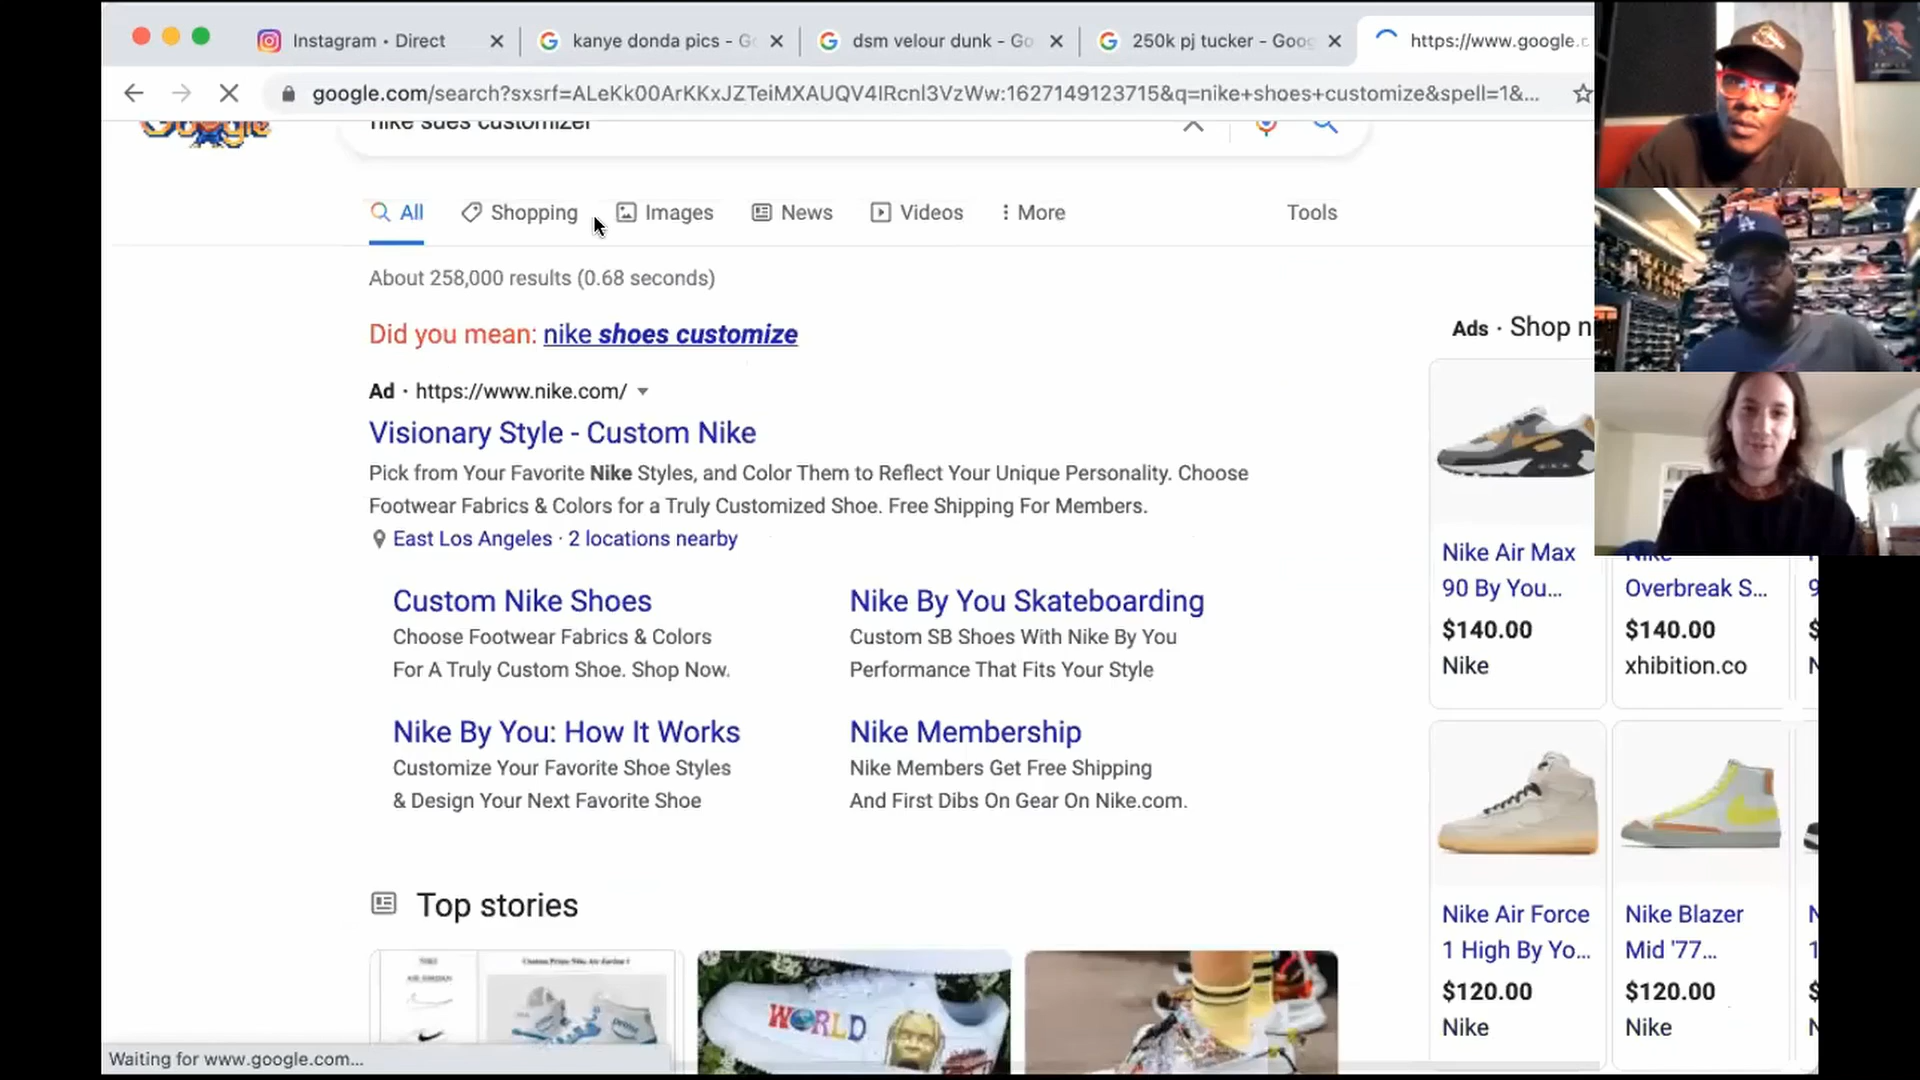 Instagram • Direct
kanye donda pics - Go
dsm velour dunk - Go
250k pj tucker - Goog
https://www.google.c
google.com/search?sxsrf=ALeKk00ArKKxJZTeiMXAUQV4IRcnI3VzWw:1627149123715&q=nike+shoes+customize&spell=1&...
Google
nike sues customizer
All
Shopping
Images
News
Videos
More
Tools
About 258,000 results (0.68 seconds)
Did you mean: nike shoes customize
Ad · https://www.nike.com/
Visionary Style - Custom Nike
Pick from Your Favorite Nike Styles, and Color Them to Reflect Your Unique Personality. Choose
Footwear Fabrics & Colors for a Truly Customized Shoe. Free Shipping For Members.
East Los Angeles · 2 locations nearby
Custom Nike Shoes
Choose Footwear Fabrics & Colors
For A Truly Custom Shoe. Shop Now.
Nike By You Skateboarding
Custom SB Shoes With Nike By You
Performance That Fits Your Style
Nike By You: How It Works
Customize Your Favorite Shoe Styles
& Design Your Next Favorite Shoe
Nike Membership
Nike Members Get Free Shipping
And First Dibs On Gear On Nike.com.
Top stories
WORLD
Ads · Shop n
Nike Air Max
90 By You...
$140.00
Nike
Nike
Overbreak S...
$140.00
xhibition.co
Nike Air Force
1 High By Yo...
$120.00
Nike
Nike Blazer
Mid '77...
$120.00
Nike
Waiting for www.google.com...